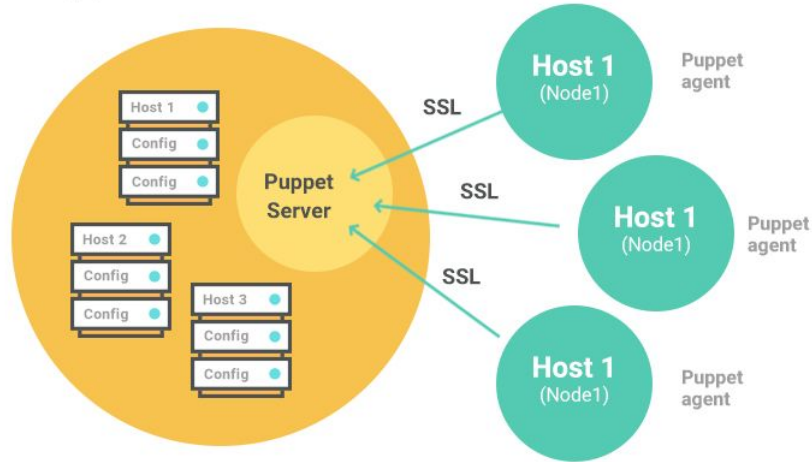 Host 1
Config
Config
Host 2
Config
Config
Host 3
Config
Config
Puppet
Server
SSL
SSL
SSL
Host 1
(Node1)
Puppet
agent
Host 1
(Node1)
Puppet
agent
Host 1
(Node1)
Puppet
agent